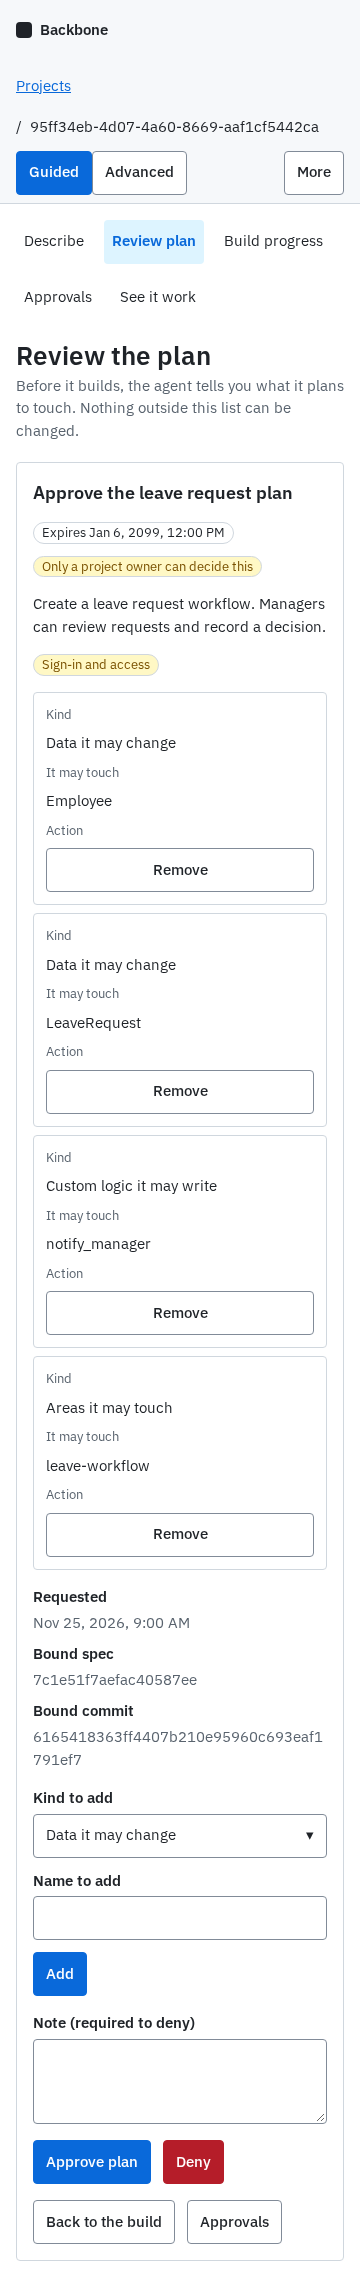 Backbone
Projects
/ 95ff34eb-4d07-4a60-8669-aaf1cf5442ca
Guided Advanced More
Describe Review plan Build progress
Approvals See it work
Review the plan
Before it builds, the agent tells you what it plans
to touch. Nothing outside this list can be
changed.
Approve the leave request plan
Expires Jan 6, 2099, 12:00 PM
Only a project owner can decide this
Create a leave request workflow. Managers
can review requests and record a decision.
Sign-in and access
Kind
Data it may change
It may touch
Employee
Action
Remove
Kind
Data it may change
It may touch
LeaveRequest
Action
Remove
Kind
Custom logic it may write
It may touch
notify_manager
Action
Remove
Kind
Areas it may touch
It may touch
leave-workflow
Action
Remove
Requested
Nov 25, 2026, 9:00 AM
Bound spec
7c1e51f7aefac40587ee
Bound commit
6165418363ff4407b210e95960c693eaf1
791ef7
Kind to add
Data it may change
Name to add
Add
Note (required to deny)
Approve plan Deny
Back to the build Approvals